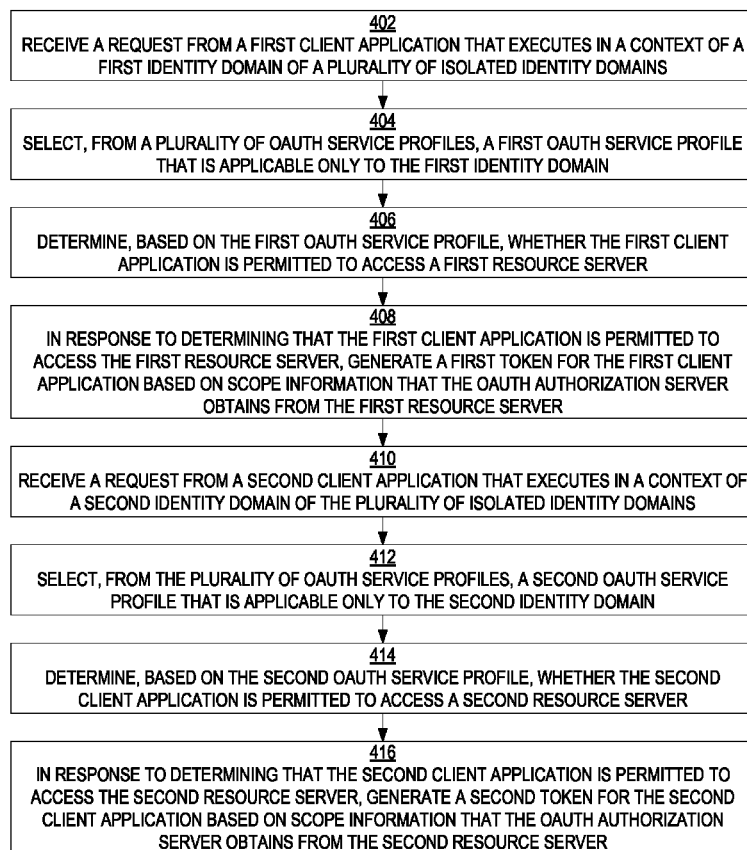 402
RECEIVE A REQUEST FROM A FIRST CLIENT APPLICATION THAT EXECUTES IN A CONTEXT OF A
FIRST IDENTITY DOMAIN OF A PLURALITY OF ISOLATED IDENTITY DOMAINS
404
SELECT, FROM A PLURALITY OF OAUTH SERVICE PROFILES, A FIRST OAUTH SERVICE PROFILE
THAT IS APPLICABLE ONLY TO THE FIRST IDENTITY DOMAIN
406
DETERMINE, BASED ON THE FIRST OAUTH SERVICE PROFILE, WHETHER THE FIRST CLIENT
APPLICATION IS PERMITTED TO ACCESS A FIRST RESOURCE SERVER
408
IN RESPONSE TO DETERMINING THAT THE FIRST CLIENT APPLICATION IS PERMITTED TO
ACCESS THE FIRST RESOURCE SERVER, GENERATE A FIRST TOKEN FOR THE FIRST CLIENT
APPLICATION BASED ON SCOPE INFORMATION THAT THE OAUTH AUTHORIZATION SERVER
OBTAINS FROM THE FIRST RESOURCE SERVER
410
RECEIVE A REQUEST FROM A SECOND CLIENT APPLICATION THAT EXECUTES IN A CONTEXT OF
A SECOND IDENTITY DOMAIN OF THE PLURALITY OF ISOLATED IDENTITY DOMAINS
412
SELECT, FROM THE PLURALITY OF OAUTH SERVICE PROFILES, A SECOND OAUTH SERVICE
PROFILE THAT IS APPLICABLE ONLY TO THE SECOND IDENTITY DOMAIN
414
DETERMINE, BASED ON THE SECOND OAUTH SERVICE PROFILE, WHETHER THE SECOND
CLIENT APPLICATION IS PERMITTED TO ACCESS A SECOND RESOURCE SERVER
416
IN RESPONSE TO DETERMINING THAT THE SECOND CLIENT APPLICATION IS PERMITTED TO
ACCESS THE SECOND RESOURCE SERVER, GENERATE A SECOND TOKEN FOR THE SECOND
CLIENT APPLICATION BASED ON SCOPE INFORMATION THAT THE OAUTH AUTHORIZATION
SERVER OBTAINS FROM THE SECOND RESOURCE SERVER